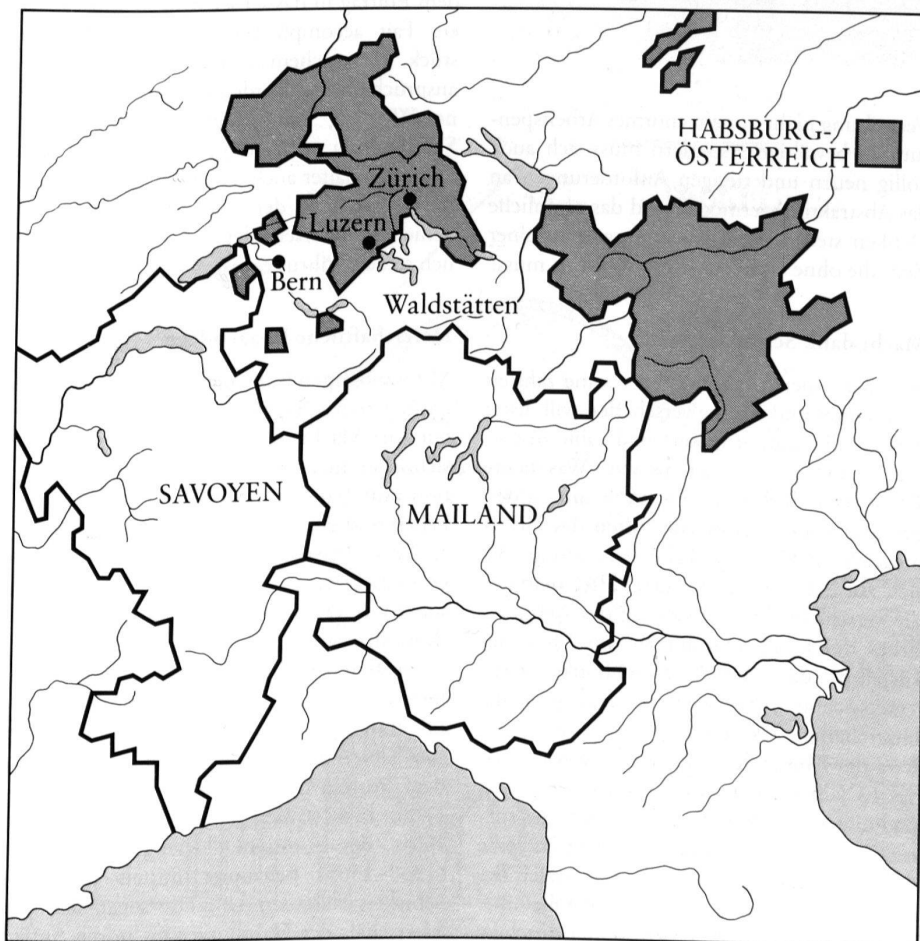 HABSBURG-
ÖSTERREICH
Zürich
Luzern
Bern
Waldstätten
SAVOYEN
MAILAND